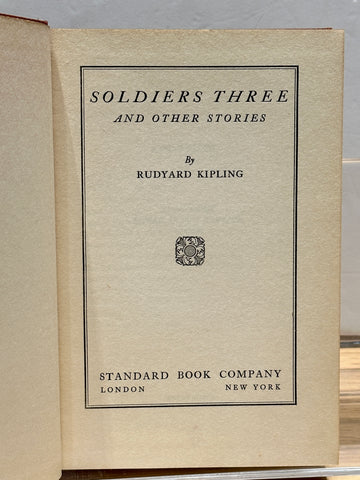 SOLDIERS THREE
AND OTHER STORIES
By
RUDYARD KIPLING
STANDARD BOOK COMPANY
LONDON NEW YORK